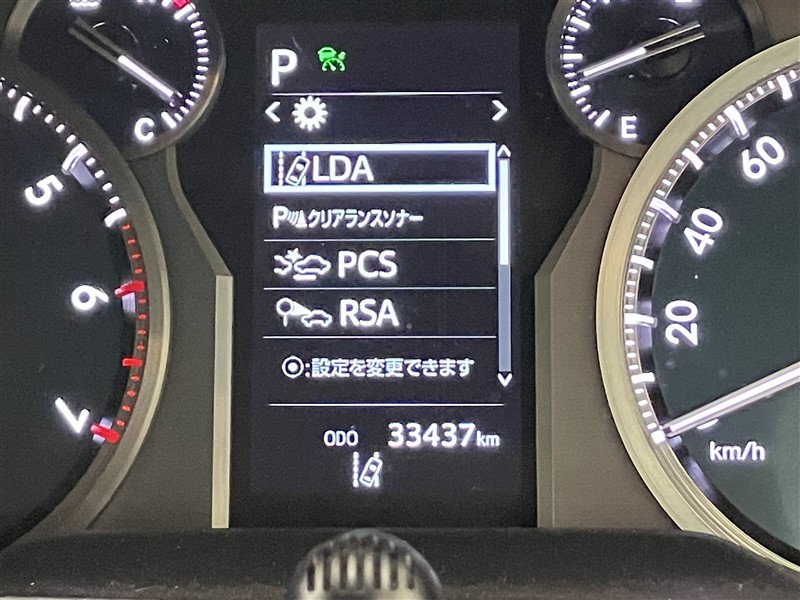 P
C
E
LDA
Pクリアランスソナー
PCS
RSA
◎:設定を変更できます
ODO 33437km
5
6
7
60
40
20
km/h